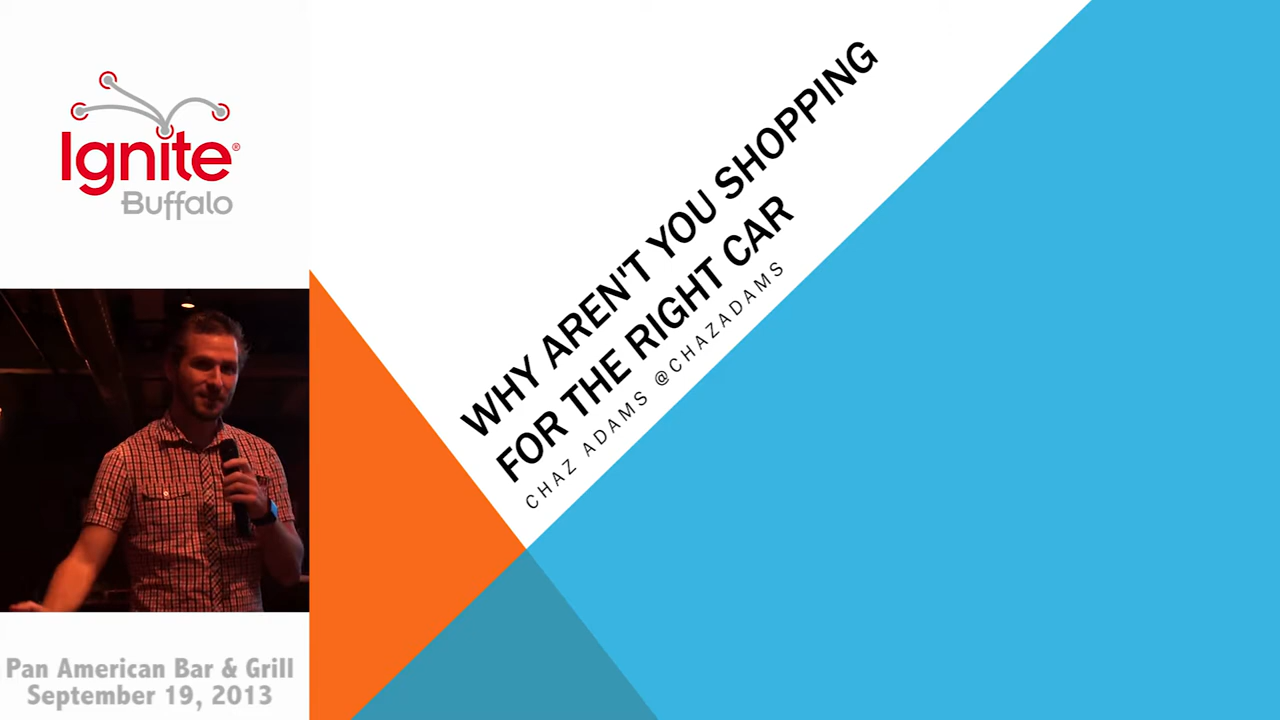 Ignite®
Buffalo
WHY AREN'T YOU SHOPPING
FOR THE RIGHT CAR
CHAZ ADAMS @CHAZADAMS
Pan American Bar & Grill
September 19, 2013